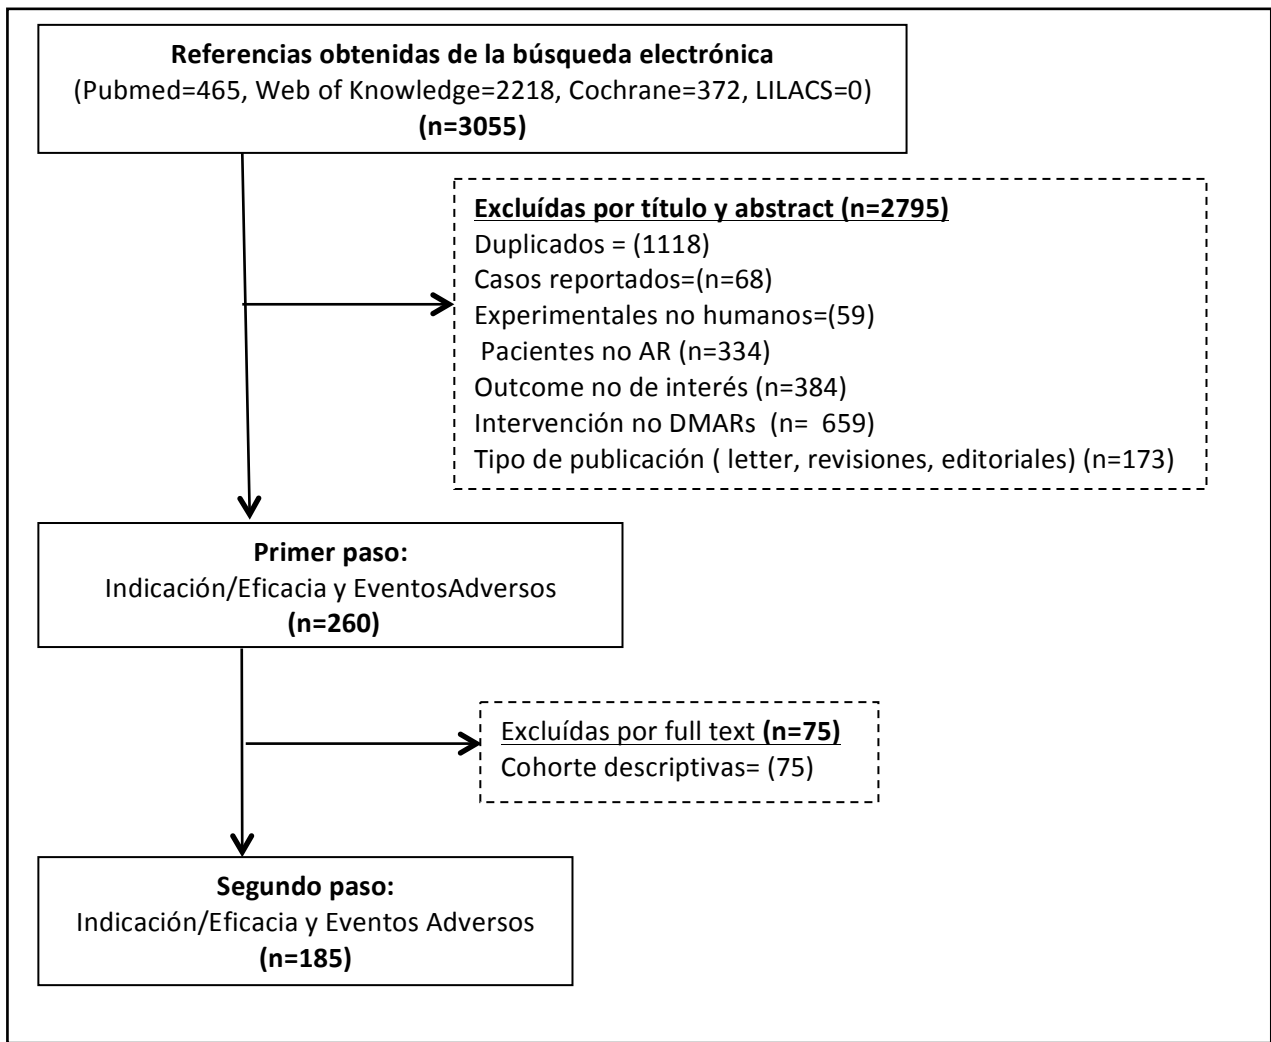 Referencias obtenidas de la búsqueda electrónica
(Pubmed=465, Web of Knowledge=2218, Cochrane=372, LILACS=0)
(n=3055)
Excluídas por título y abstract (n=2795)
Duplicados = (1118)
Casos reportados=(n=68)
Experimentales no humanos=(59)
Pacientes no AR (n=334)
Outcome no de interés (n=384)
Intervención no DMARs (n= 659)
Tipo de publicación ( letter, revisiones, editoriales) (n=173)
Primer paso:
Indicación/Eficacia y EventosAdversos
(n=260)
Excluídas por full text (n=75)
Cohorte descriptivas= (75)
Segundo paso:
Indicación/Eficacia y Eventos Adversos
(n=185)